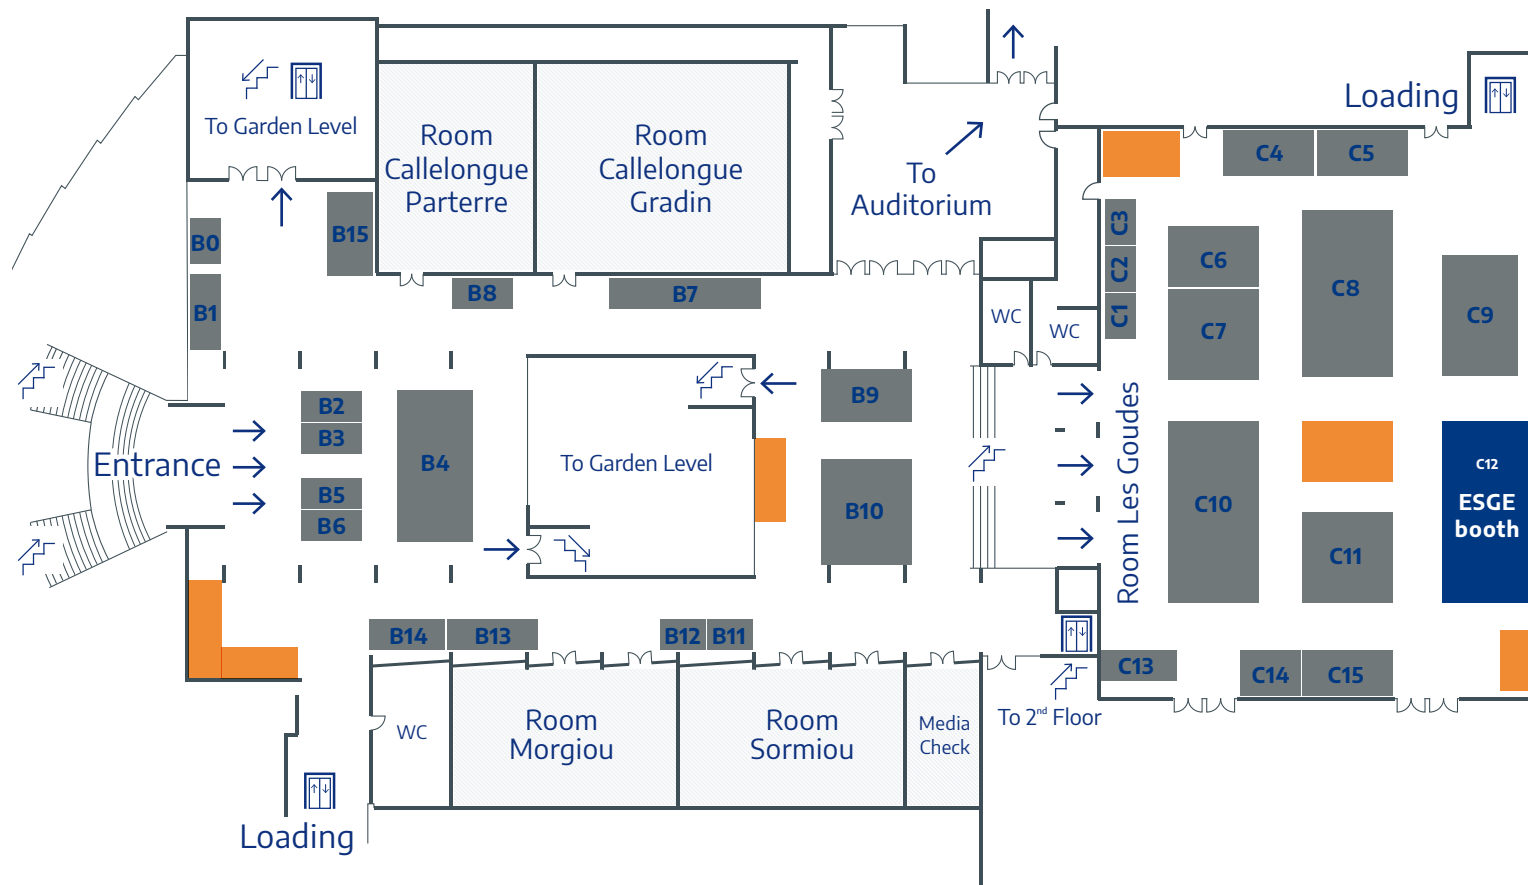 Loading
To Garden Level
Room
Callelongue
Parterre
Room
Callelongue
Gradin
To
Auditorium
C4
C5
B0
B15
B1
B8
B7
WC
WC
C3
C2
C1
C6
C7
C8
C9
B2
B3
B4
B5
B6
Entrance
To Garden Level
B9
B10
Room Les Goudes
C10
C11
C12
ESGE
booth
B14
B13
B12
B11
C13
C14
C15
WC
Room
Morgiou
Room
Sormiou
Media
Check
To 2nd Floor
Loading